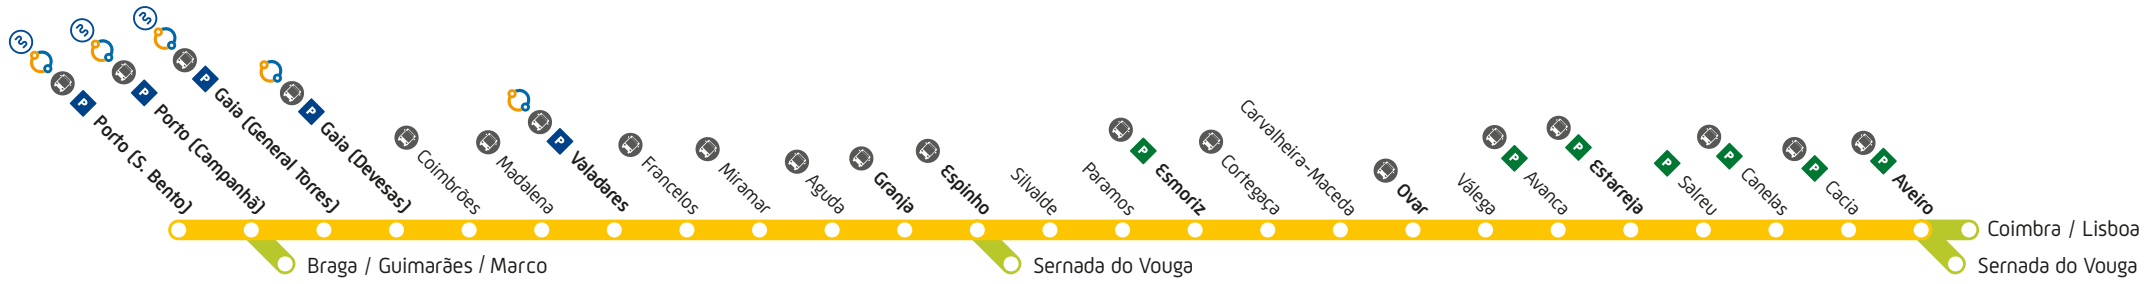 Porto (S. Bento)
Porto (Campanhã)
Gaia (General Torres)
Gaia (Devesas)
Coimbrões
Madalena
Valadares
Francelos
Miramar
Aguda
Granja
Espinho
Silvalde
Paramos
Esmoriz
Cortegaça
Carvalheira-Maceda
Ovar
Válega
Avanca
Estarreja
Salreu
Canelas
Cacia
Aveiro
P
P
P
P
P
P
P
P
P
P
P
P
Coimbra / Lisboa
Braga / Guimarães / Marco
Sernada do Vouga
Sernada do Vouga